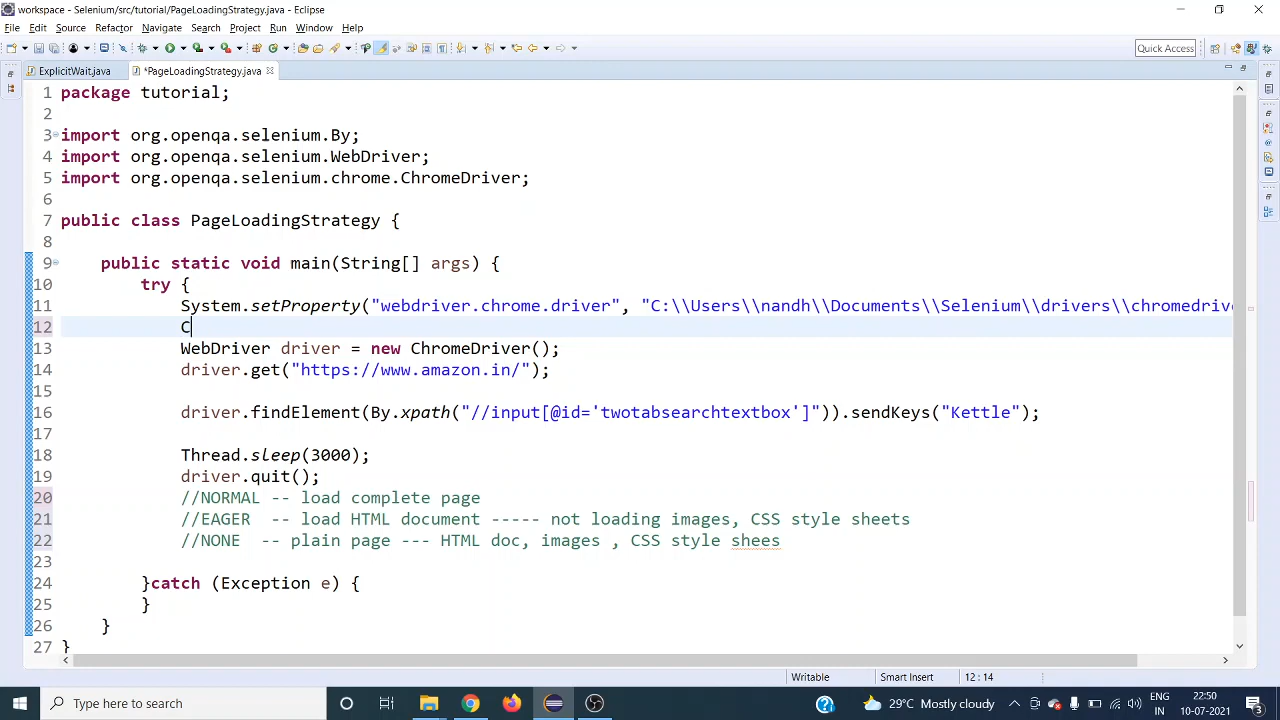 workspace - Selenium/src/tutorial/PageLoadingStrategy.java - Eclipse
File Edit Source Refactor Navigate Search Project Run Window Help
Quick Access
ExplicitWait.java *PageLoadingStrategy.java
1 package tutorial;
2
3 import org.openqa.selenium.By;
4 import org.openqa.selenium.WebDriver;
5 import org.openqa.selenium.chrome.ChromeDriver;
6
7 public class PageLoadingStrategy {
8
9 public static void main(String[] args) {
10 try {
11 System.setProperty("webdriver.chrome.driver", "C:\\Users\\nandh\\Documents\\Selenium\\drivers\\chromedrive
12 C
13 WebDriver driver = new ChromeDriver();
14 driver.get("https://www.amazon.in/");
15
16 driver.findElement(By.xpath("//input[@id='twotabsearchtextbox']")).sendKeys("Kettle");
17
18 Thread.sleep(3000);
19 driver.quit();
20 //NORMAL -- load complete page
21 //EAGER -- load HTML document ----- not loading images, CSS style sheets
22 //NONE -- plain page --- HTML doc, images , CSS style shees
23
24 }catch (Exception e) {
25 }
26 }
27 }
Writable Smart Insert 12 : 14
Type here to search
29°C Mostly cloudy
ENG
IN
22:50
10-07-2021
3